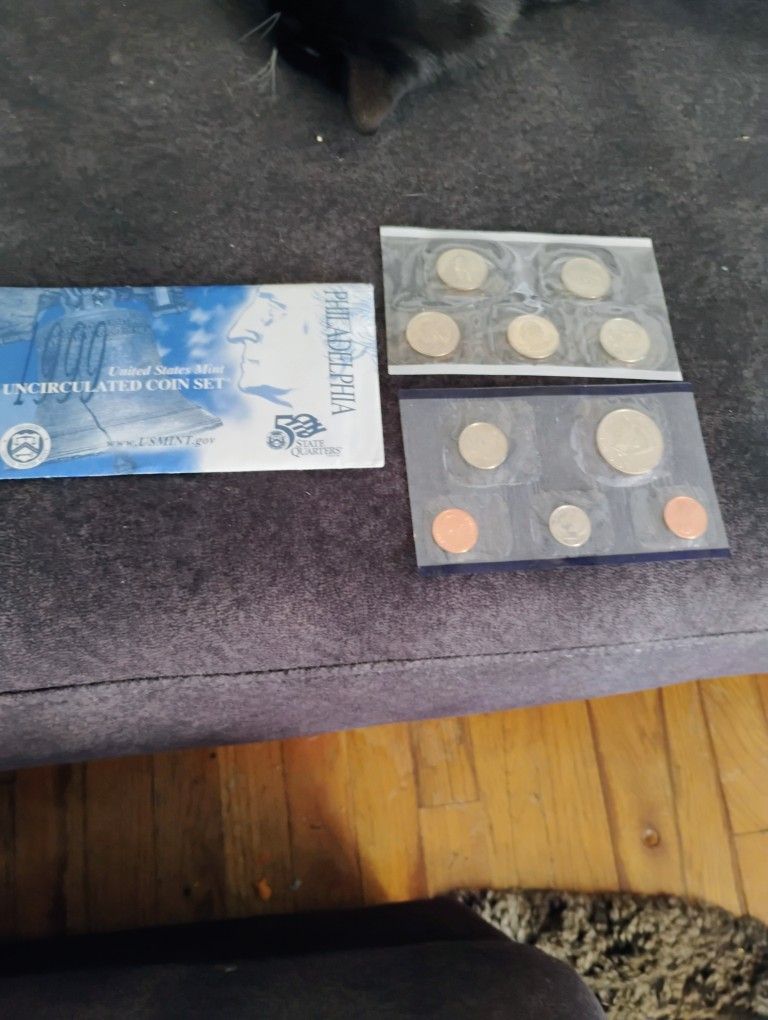 1999
United States Mint
UNCIRCULATED COIN SET
www.USMINT.gov
PHILADELPHIA
50
STATE
QUARTERS